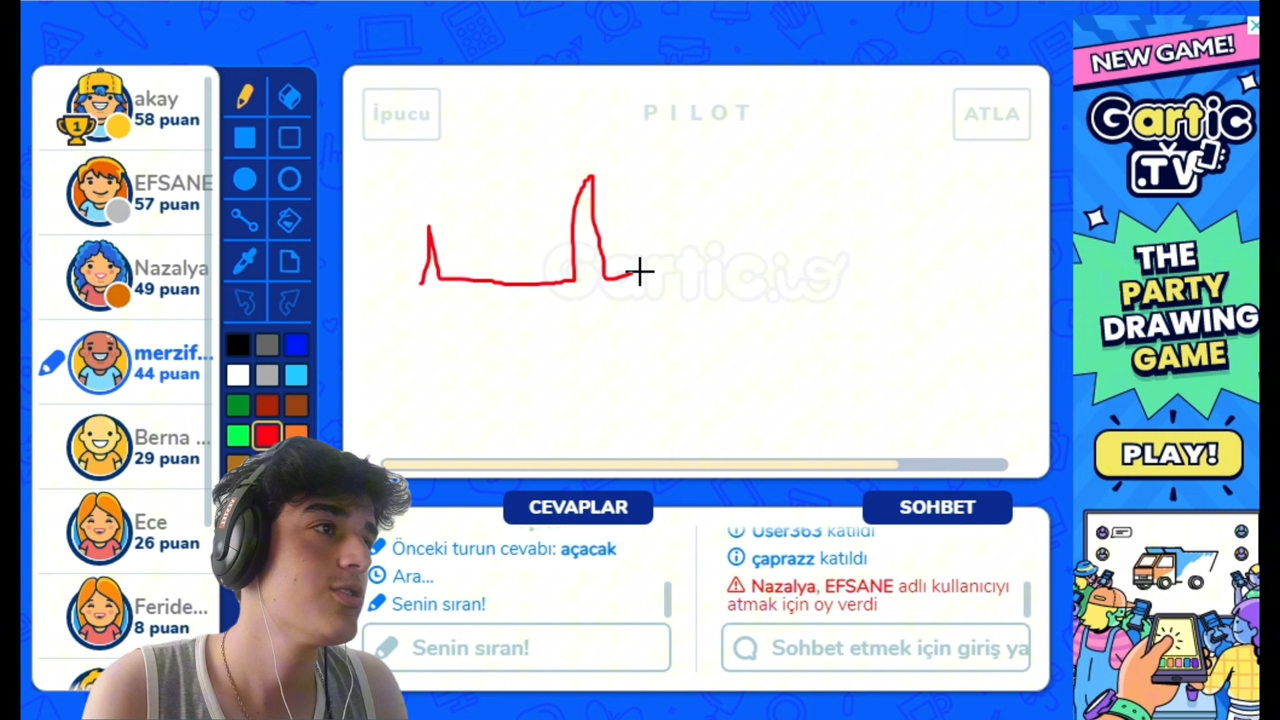 akay
58 puan
EFSANE
57 puan
Nazalya
49 puan
merzif...
44 puan
Berna ...
29 puan
Ece
26 puan
Feride...
8 puan
İpucu
PILOT
ATLA
Gartic.io
CEVAPLAR
Önceki turun cevabı: açacak
Ara...
Senin sıran!
Senin sıran!
SOHBET
User363 katıldı
çaprazz katıldı
Nazalya, EFSANE adlı kullanıcıyı
atmak için oy verdi
Sohbet etmek için giriş ya
NEW GAME!
Gartic
.TV
THE
PARTY
DRAWING
GAME
PLAY!